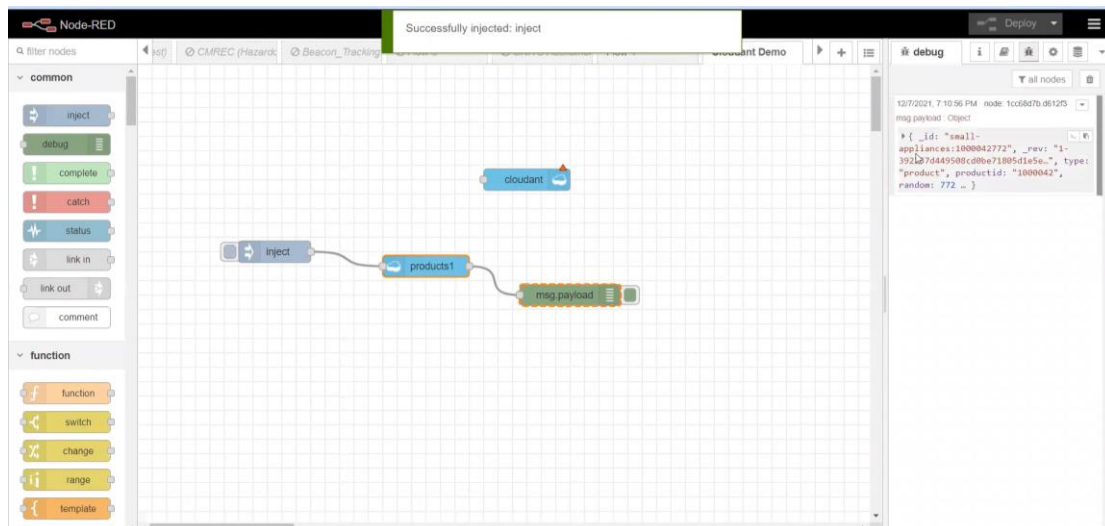 Node-RED
Successfully injected: inject
Deploy
filter nodes
CMREC (Hazard
Beacon_Tracking
Cloudant Demo
debug
all nodes
common
inject
debug
complete
catch
status
link in
link out
comment
function
function
switch
change
range
template
cloudant
inject
products1
msg.payload
12/7/2021, 7:10:56 PM node: 1cc68d7b.d612f3
msg.payload : Object
{ _id: "small-
appliances:1000042772", _rev: "1-
type:
"product", productid: "1000042",
random: 772 … }